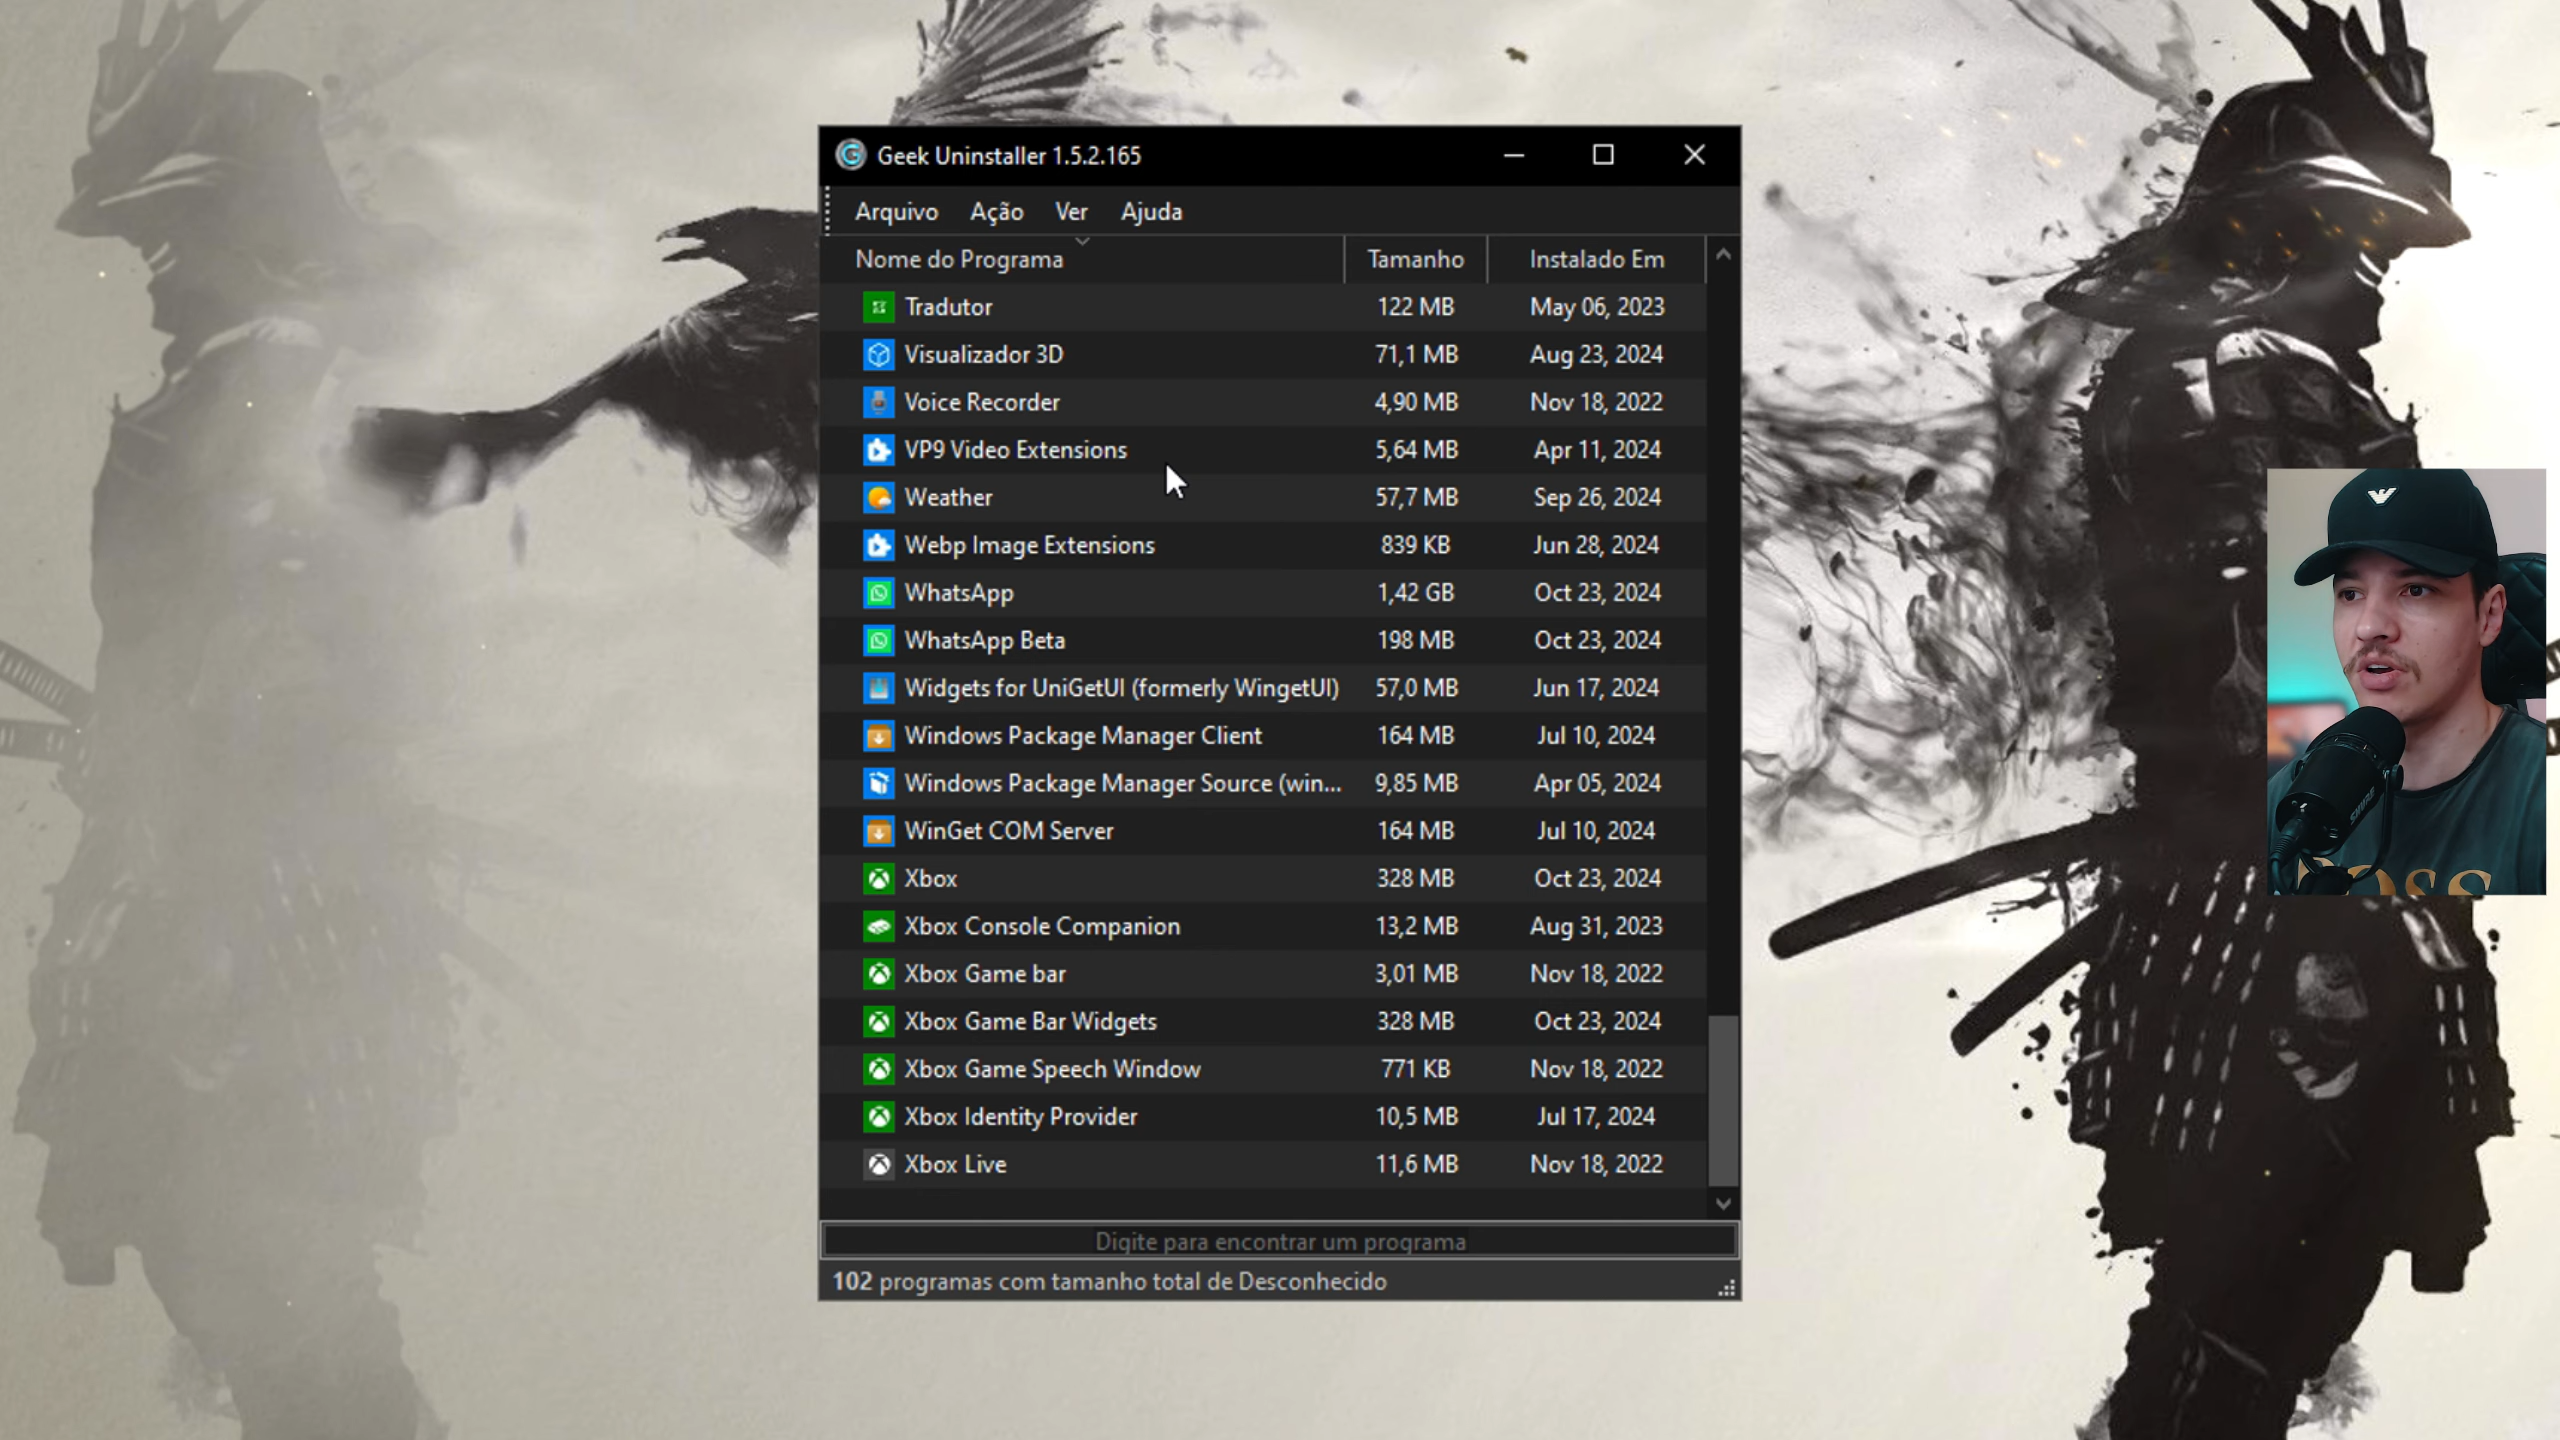 Geek Uninstaller 1.5.2.165
Arquivo Ação Ver Ajuda
Nome do Programa Tamanho Instalado Em
Tradutor 122 MB May 06, 2023
Visualizador 3D 71,1 MB Aug 23, 2024
Voice Recorder 4,90 MB Nov 18, 2022
VP9 Video Extensions 5,64 MB Apr 11, 2024
Weather 57,7 MB Sep 26, 2024
Webp Image Extensions 839 KB Jun 28, 2024
WhatsApp 1,42 GB Oct 23, 2024
WhatsApp Beta 198 MB Oct 23, 2024
Widgets for UniGetUI (formerly WingetUI) 57,0 MB Jun 17, 2024
Windows Package Manager Client 164 MB Jul 10, 2024
Windows Package Manager Source (win... 9,85 MB Apr 05, 2024
WinGet COM Server 164 MB Jul 10, 2024
Xbox 328 MB Oct 23, 2024
Xbox Console Companion 13,2 MB Aug 31, 2023
Xbox Game bar 3,01 MB Nov 18, 2022
Xbox Game Bar Widgets 328 MB Oct 23, 2024
Xbox Game Speech Window 771 KB Nov 18, 2022
Xbox Identity Provider 10,5 MB Jul 17, 2024
Xbox Live 11,6 MB Nov 18, 2022
Digite para encontrar um programa
102 programas com tamanho total de Desconhecido
SHURE